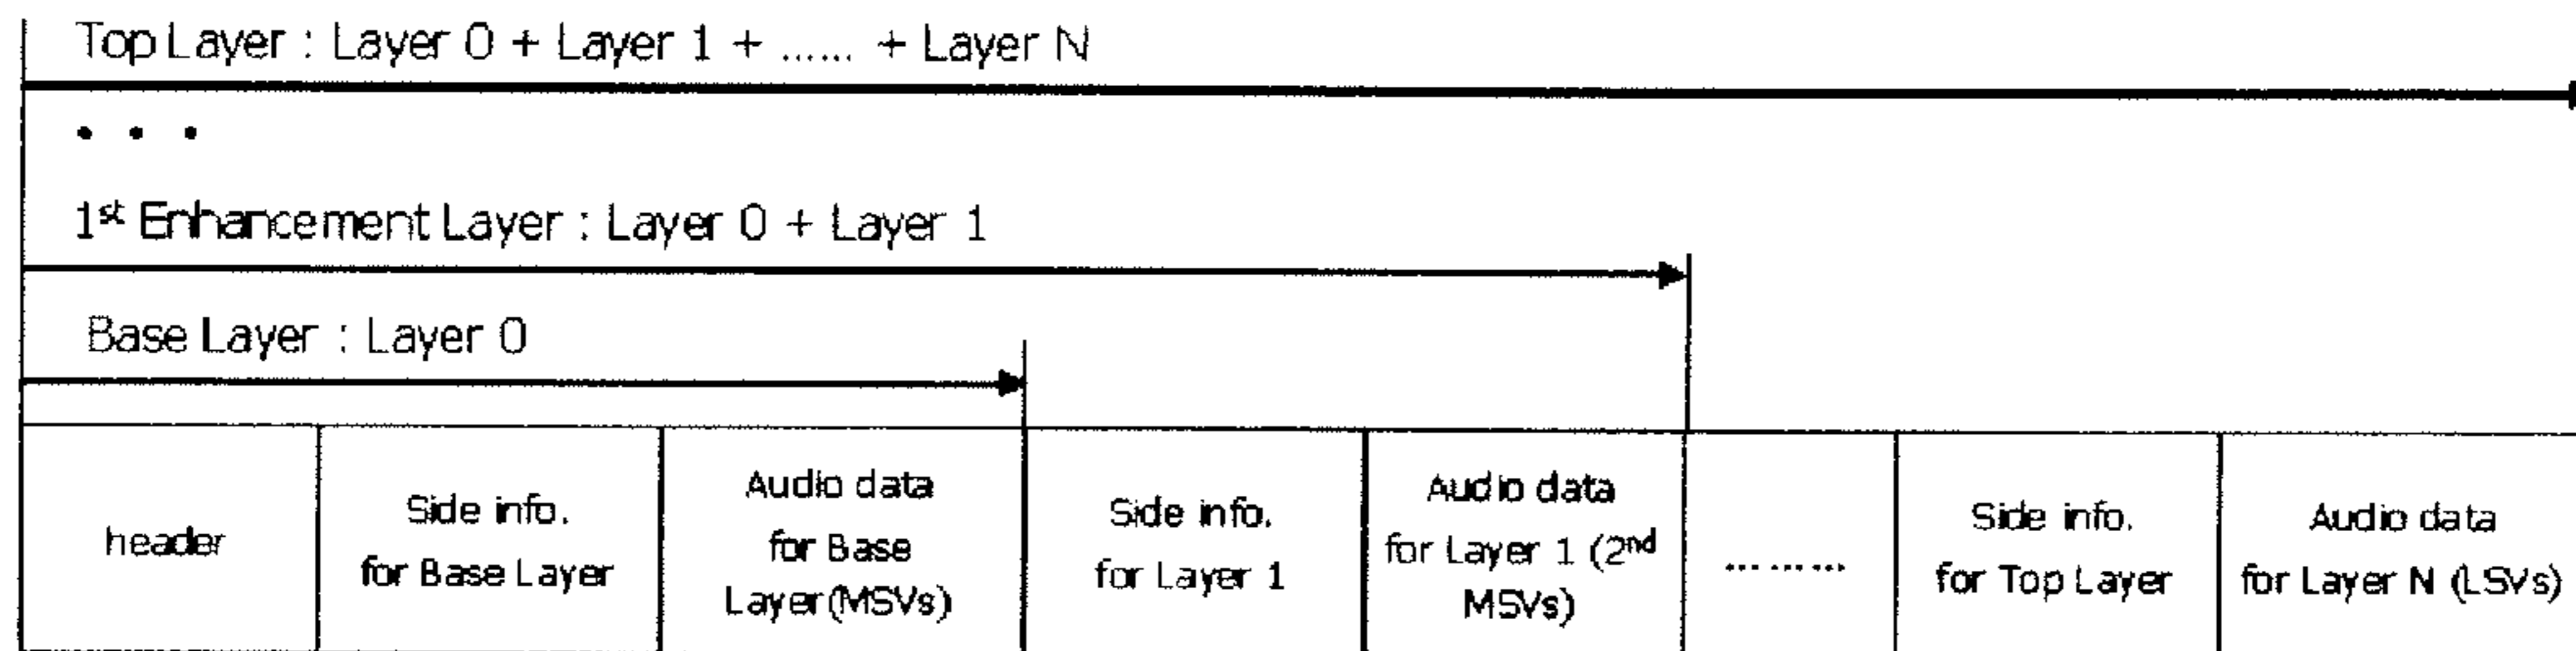 Top Layer : Layer 0 + Layer 1 + ...... + Layer N
• • •
1st Enhancement Layer : Layer 0 + Layer 1
Base Layer : Layer 0
header
Side info.
for Base Layer
Audio data
for Base
Layer(MSVs)
Side info.
for Layer 1
Audio data
for Layer 1 (2nd
MSVs)
.........
Side info.
for Top Layer
Audio data
for Layer N (LSVs)